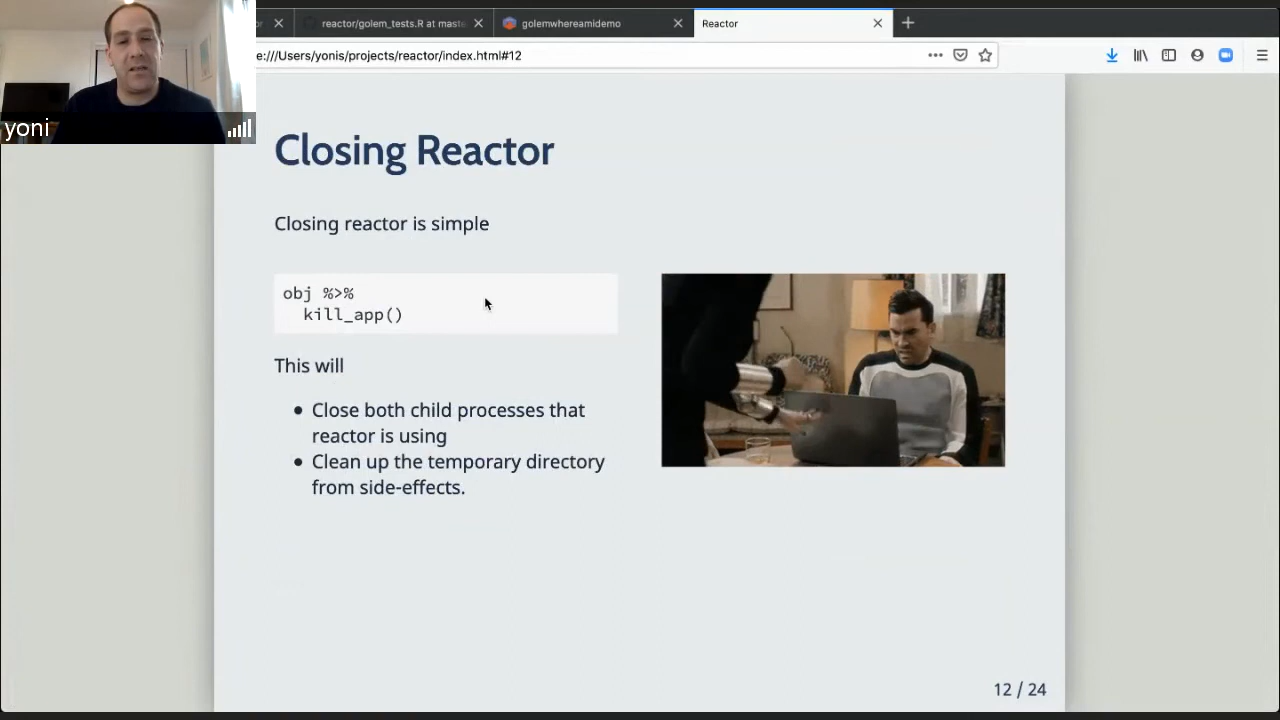 or
reactor/golem_tests.R at maste
golemwhereamidemo
Reactor
e:///Users/yonis/projects/reactor/index.html#12
yoni
Closing Reactor
Closing reactor is simple
obj %>%
kill_app()
This will
• Close both child processes that
reactor is using
• Clean up the temporary directory
from side-effects.
12 / 24